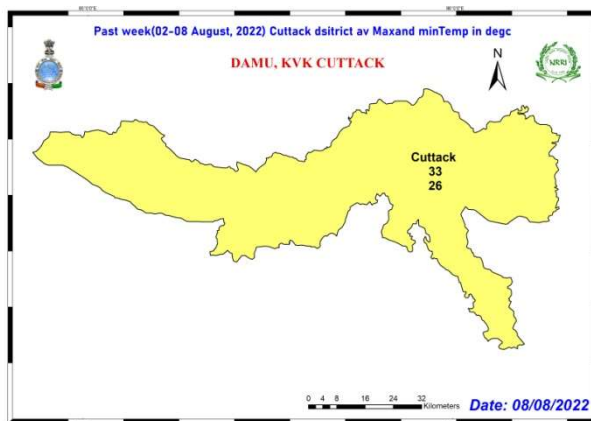 Past week(02-08 August, 2022) Cuttack dsitrict av Maxand minTemp in degc
DAMU, KVK CUTTACK
N
NRRI
Cuttack
33
26
0 4 8 16 24 32
Kilometers
Date: 08/08/2022